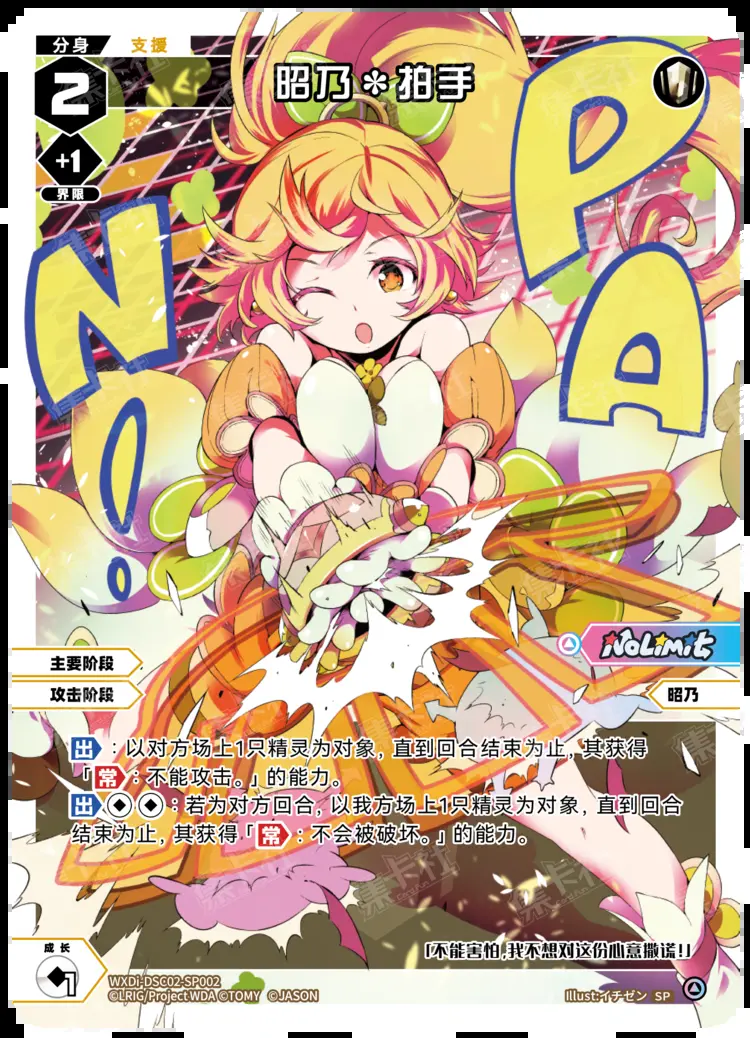 分身 支援
昭乃＊拍手
2
+1
界限
PA
N!
NoLimit
主要阶段
攻击阶段
昭乃
出：以对方场上1只精灵为对象，直到回合结束为止，其获得
「常：不能攻击。」的能力。
出◆◆：若为对方回合，以我方场上1只精灵为对象，直到回合
结束为止，其获得「常：不会被破坏。」的能力。
「不能害怕，我不想对这份心意撒谎！」
成长
◆1
WXDi-DSC02-SP002
©LRIG/Project WDA ©TOMY ©JASON
Illust:イチゼン SP
集卡社